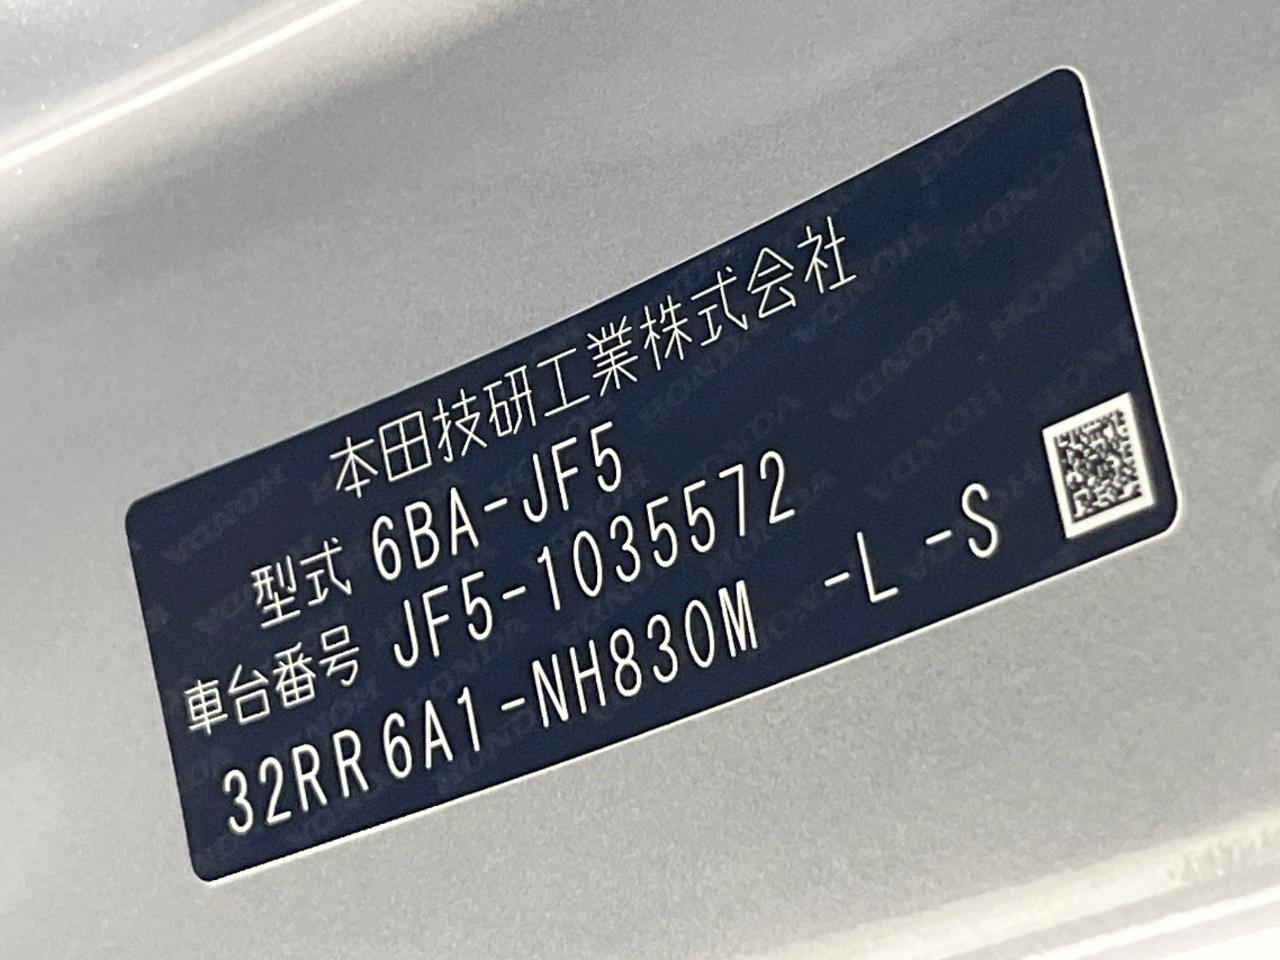 本田技研工業株式会社
型式 6BA-JF5
車台番号 JF5-1035572
32RR6A1-NH830M -L -S